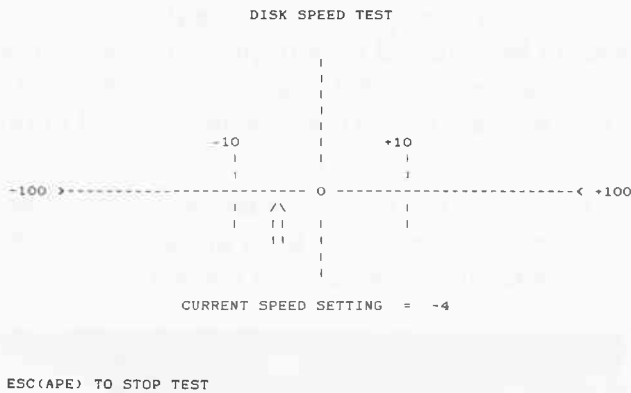 DISK SPEED TEST
-10 +10
-100 >----------------------------- 0 -----------------------------< +100
CURRENT SPEED SETTING = -4
ESC(APE) TO STOP TEST